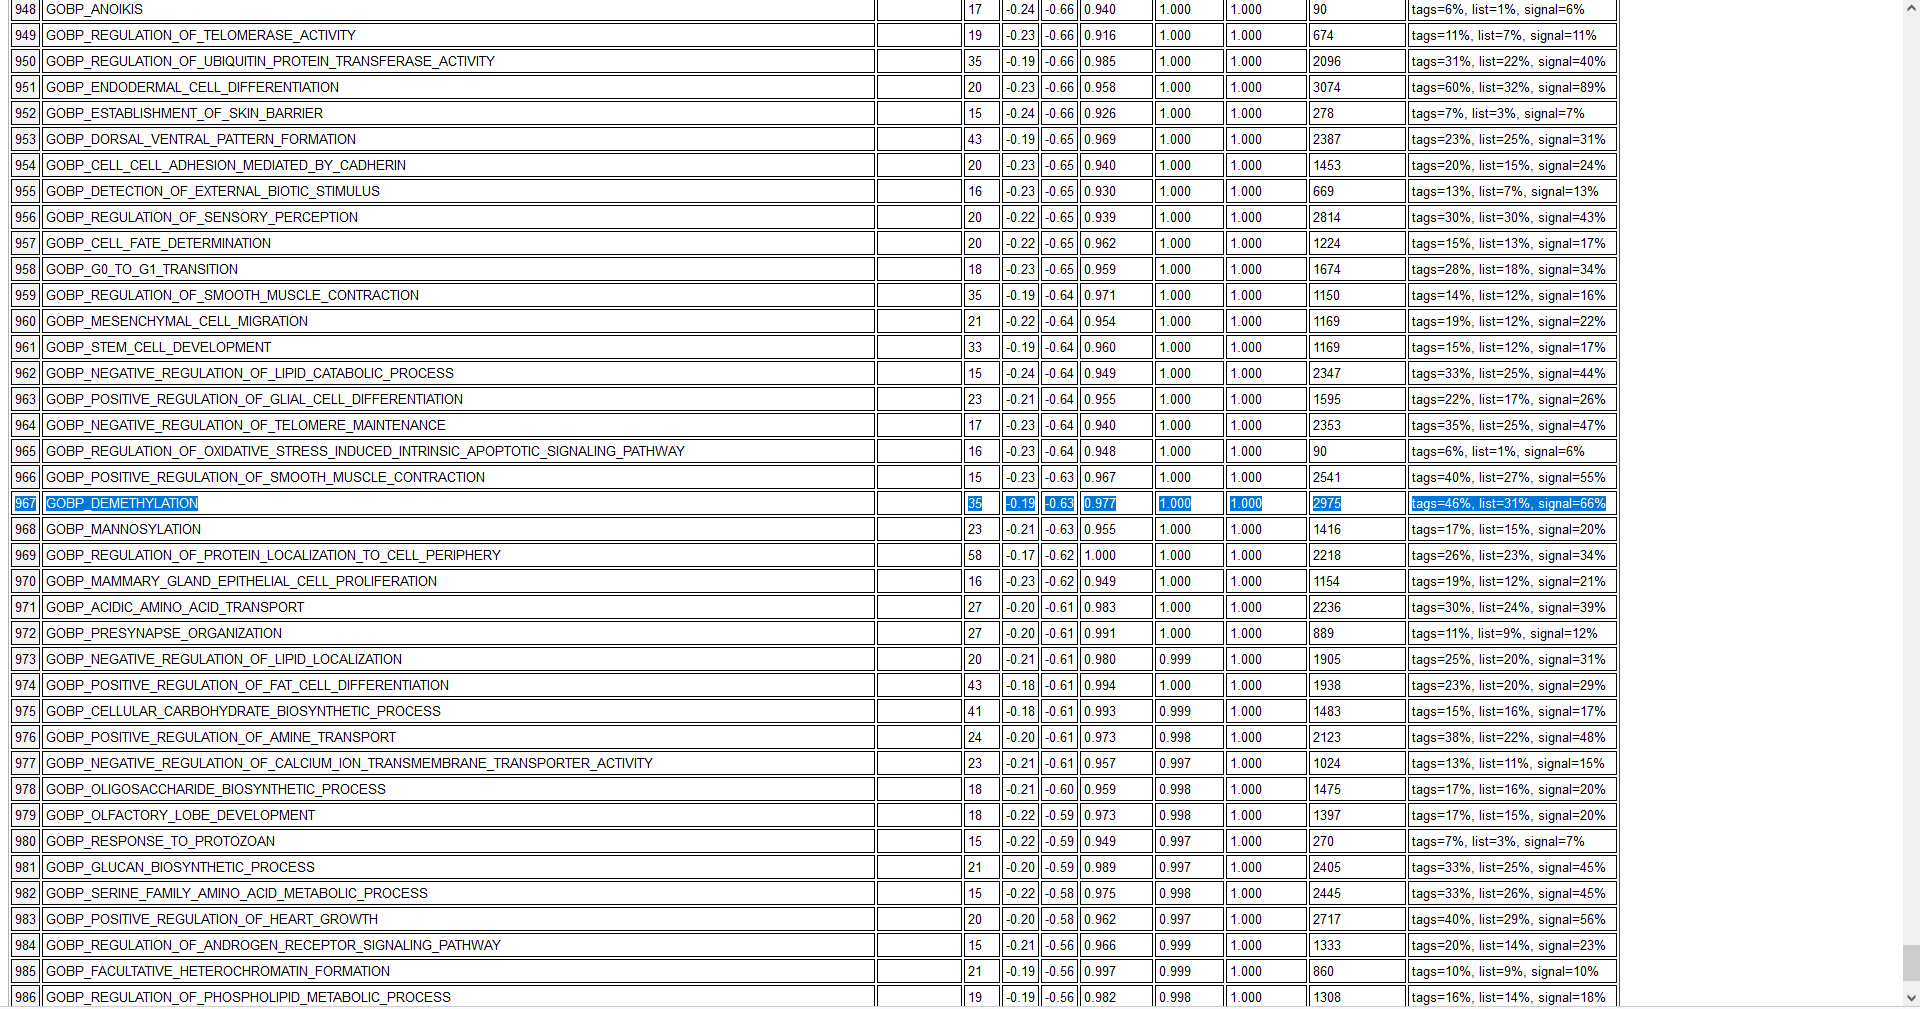 948 GOBP_ANOIKIS 17 -0.24 -0.66 0.940 1.000 1.000 90 tags=6%, list=1%, signal=6%
949 GOBP_REGULATION_OF_TELOMERASE_ACTIVITY 19 -0.23 -0.66 0.916 1.000 1.000 674 tags=11%, list=7%, signal=11%
950 GOBP_REGULATION_OF_UBIQUITIN_PROTEIN_TRANSFERASE_ACTIVITY 35 -0.19 -0.66 0.985 1.000 1.000 2096 tags=31%, list=22%, signal=40%
951 GOBP_ENDODERMAL_CELL_DIFFERENTIATION 20 -0.23 -0.66 0.958 1.000 1.000 3074 tags=60%, list=32%, signal=89%
952 GOBP_ESTABLISHMENT_OF_SKIN_BARRIER 15 -0.24 -0.66 0.926 1.000 1.000 278 tags=7%, list=3%, signal=7%
953 GOBP_DORSAL_VENTRAL_PATTERN_FORMATION 43 -0.19 -0.65 0.969 1.000 1.000 2387 tags=23%, list=25%, signal=31%
954 GOBP_CELL_CELL_ADHESION_MEDIATED_BY_CADHERIN 20 -0.23 -0.65 0.940 1.000 1.000 1453 tags=20%, list=15%, signal=24%
955 GOBP_DETECTION_OF_EXTERNAL_BIOTIC_STIMULUS 16 -0.23 -0.65 0.930 1.000 1.000 669 tags=13%, list=7%, signal=13%
956 GOBP_REGULATION_OF_SENSORY_PERCEPTION 20 -0.22 -0.65 0.939 1.000 1.000 2814 tags=30%, list=30%, signal=43%
957 GOBP_CELL_FATE_DETERMINATION 20 -0.22 -0.65 0.962 1.000 1.000 1224 tags=15%, list=13%, signal=17%
958 GOBP_G0_TO_G1_TRANSITION 18 -0.23 -0.65 0.959 1.000 1.000 1674 tags=28%, list=18%, signal=34%
959 GOBP_REGULATION_OF_SMOOTH_MUSCLE_CONTRACTION 35 -0.19 -0.64 0.971 1.000 1.000 1150 tags=14%, list=12%, signal=16%
960 GOBP_MESENCHYMAL_CELL_MIGRATION 21 -0.22 -0.64 0.954 1.000 1.000 1169 tags=19%, list=12%, signal=22%
961 GOBP_STEM_CELL_DEVELOPMENT 33 -0.19 -0.64 0.960 1.000 1.000 1169 tags=15%, list=12%, signal=17%
962 GOBP_NEGATIVE_REGULATION_OF_LIPID_CATABOLIC_PROCESS 15 -0.24 -0.64 0.949 1.000 1.000 2347 tags=33%, list=25%, signal=44%
963 GOBP_POSITIVE_REGULATION_OF_GLIAL_CELL_DIFFERENTIATION 23 -0.21 -0.64 0.955 1.000 1.000 1595 tags=22%, list=17%, signal=26%
964 GOBP_NEGATIVE_REGULATION_OF_TELOMERE_MAINTENANCE 17 -0.23 -0.64 0.940 1.000 1.000 2353 tags=35%, list=25%, signal=47%
965 GOBP_REGULATION_OF_OXIDATIVE_STRESS_INDUCED_INTRINSIC_APOPTOTIC_SIGNALING_PATHWAY 16 -0.23 -0.64 0.948 1.000 1.000 90 tags=6%, list=1%, signal=6%
966 GOBP_POSITIVE_REGULATION_OF_SMOOTH_MUSCLE_CONTRACTION 15 -0.23 -0.63 0.967 1.000 1.000 2541 tags=40%, list=27%, signal=55%
967 GOBP_DEMETHYLATION 35 -0.19 -0.63 0.977 1.000 1.000 2975 tags=46%, list=31%, signal=66%
968 GOBP_MANNOSYLATION 23 -0.21 -0.63 0.955 1.000 1.000 1416 tags=17%, list=15%, signal=20%
969 GOBP_REGULATION_OF_PROTEIN_LOCALIZATION_TO_CELL_PERIPHERY 58 -0.17 -0.62 1.000 1.000 1.000 2218 tags=26%, list=23%, signal=34%
970 GOBP_MAMMARY_GLAND_EPITHELIAL_CELL_PROLIFERATION 16 -0.23 -0.62 0.949 1.000 1.000 1154 tags=19%, list=12%, signal=21%
971 GOBP_ACIDIC_AMINO_ACID_TRANSPORT 27 -0.20 -0.61 0.983 1.000 1.000 2236 tags=30%, list=24%, signal=39%
972 GOBP_PRESYNAPSE_ORGANIZATION 27 -0.20 -0.61 0.991 1.000 1.000 889 tags=11%, list=9%, signal=12%
973 GOBP_NEGATIVE_REGULATION_OF_LIPID_LOCALIZATION 20 -0.21 -0.61 0.980 0.999 1.000 1905 tags=25%, list=20%, signal=31%
974 GOBP_POSITIVE_REGULATION_OF_FAT_CELL_DIFFERENTIATION 43 -0.18 -0.61 0.994 1.000 1.000 1938 tags=23%, list=20%, signal=29%
975 GOBP_CELLULAR_CARBOHYDRATE_BIOSYNTHETIC_PROCESS 41 -0.18 -0.61 0.993 0.999 1.000 1483 tags=15%, list=16%, signal=17%
976 GOBP_POSITIVE_REGULATION_OF_AMINE_TRANSPORT 24 -0.20 -0.61 0.973 0.998 1.000 2123 tags=38%, list=22%, signal=48%
977 GOBP_NEGATIVE_REGULATION_OF_CALCIUM_ION_TRANSMEMBRANE_TRANSPORTER_ACTIVITY 23 -0.21 -0.61 0.957 0.997 1.000 1024 tags=13%, list=11%, signal=15%
978 GOBP_OLIGOSACCHARIDE_BIOSYNTHETIC_PROCESS 18 -0.21 -0.60 0.959 0.998 1.000 1475 tags=17%, list=16%, signal=20%
979 GOBP_OLFACTORY_LOBE_DEVELOPMENT 18 -0.22 -0.59 0.973 0.998 1.000 1397 tags=17%, list=15%, signal=20%
980 GOBP_RESPONSE_TO_PROTOZOAN 15 -0.22 -0.59 0.949 0.997 1.000 270 tags=7%, list=3%, signal=7%
981 GOBP_GLUCAN_BIOSYNTHETIC_PROCESS 21 -0.20 -0.59 0.989 0.997 1.000 2405 tags=33%, list=25%, signal=45%
982 GOBP_SERINE_FAMILY_AMINO_ACID_METABOLIC_PROCESS 15 -0.22 -0.58 0.975 0.998 1.000 2445 tags=33%, list=26%, signal=45%
983 GOBP_POSITIVE_REGULATION_OF_HEART_GROWTH 20 -0.20 -0.58 0.962 0.997 1.000 2717 tags=40%, list=29%, signal=56%
984 GOBP_REGULATION_OF_ANDROGEN_RECEPTOR_SIGNALING_PATHWAY 15 -0.21 -0.56 0.966 0.999 1.000 1333 tags=20%, list=14%, signal=23%
985 GOBP_FACULTATIVE_HETEROCHROMATIN_FORMATION 21 -0.19 -0.56 0.997 0.999 1.000 860 tags=10%, list=9%, signal=10%
986 GOBP_REGULATION_OF_PHOSPHOLIPID_METABOLIC_PROCESS 19 -0.19 -0.56 0.982 0.998 1.000 1308 tags=16%, list=14%, signal=18%